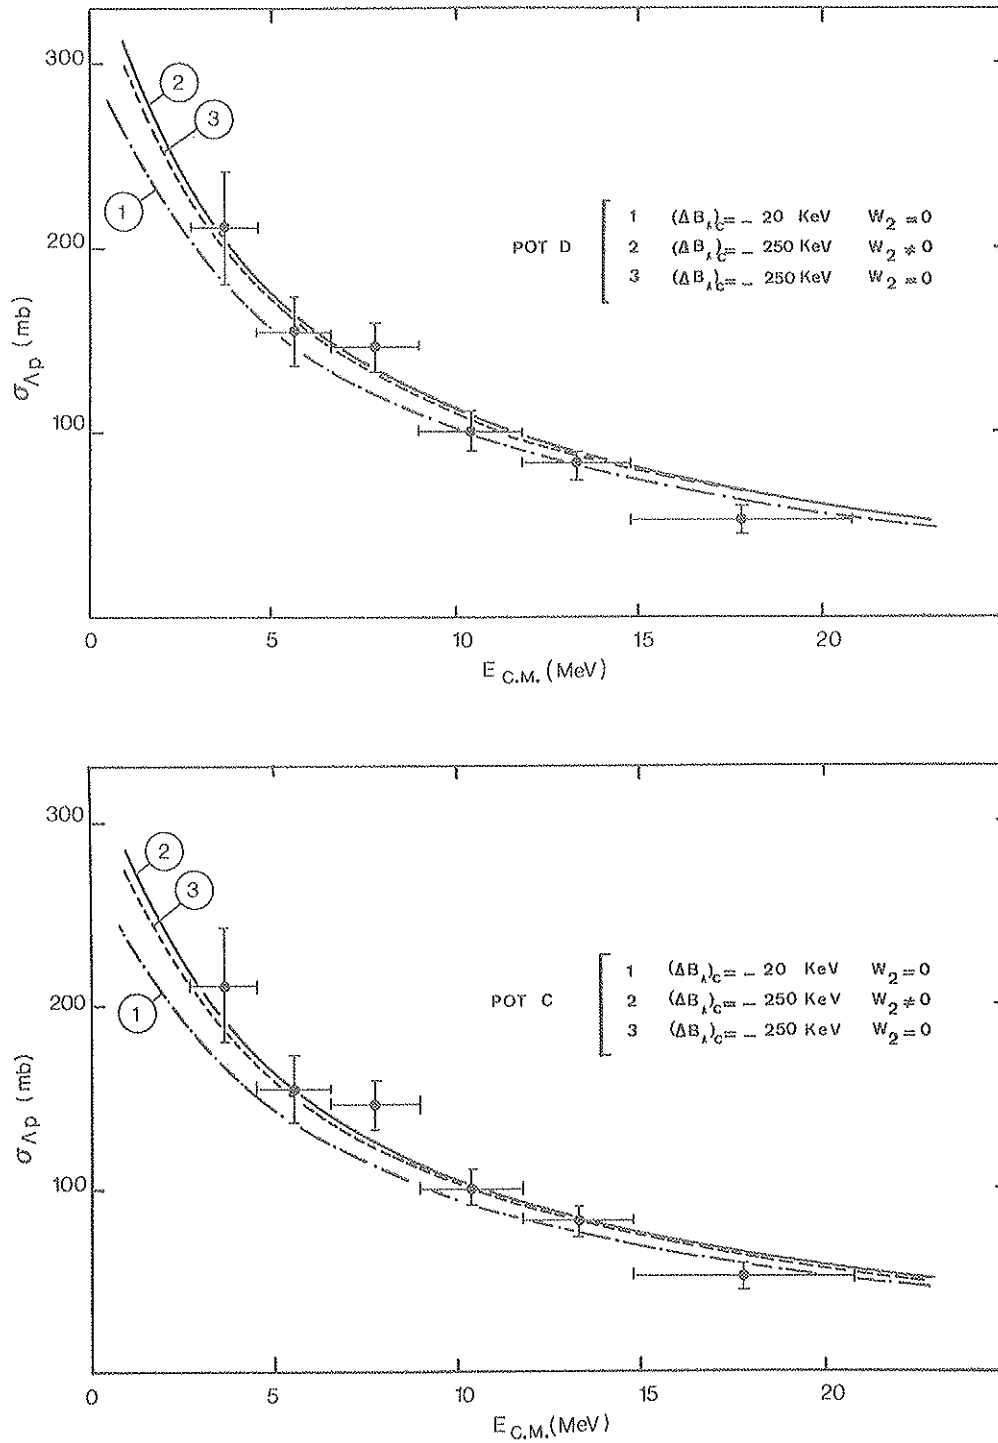 300
200
100
σΛp (mb)
2
3
1
POT D
1 (ΔBλ)C = – 20 KeV W2 = 0
2 (ΔBλ)C = – 250 KeV W2 ≠ 0
3 (ΔBλ)C = – 250 KeV W2 = 0
0 5 10 15 20
E C.M. (MeV)
300
200
100
σΛp (mb)
2
3
1
POT C
1 (ΔBλ)C = – 20 KeV W2 = 0
2 (ΔBλ)C = – 250 KeV W2 ≠ 0
3 (ΔBλ)C = – 250 KeV W2 = 0
0 5 10 15 20
E C.M. (MeV)